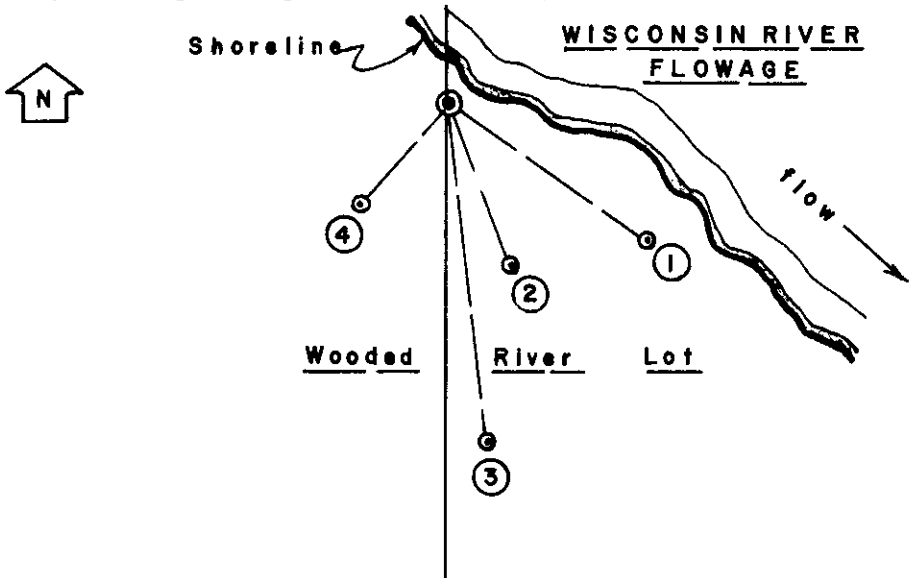 Shoreline
WISCONSIN RIVER
FLOWAGE
N
flow
4
1
2
Wooded River Lot
3